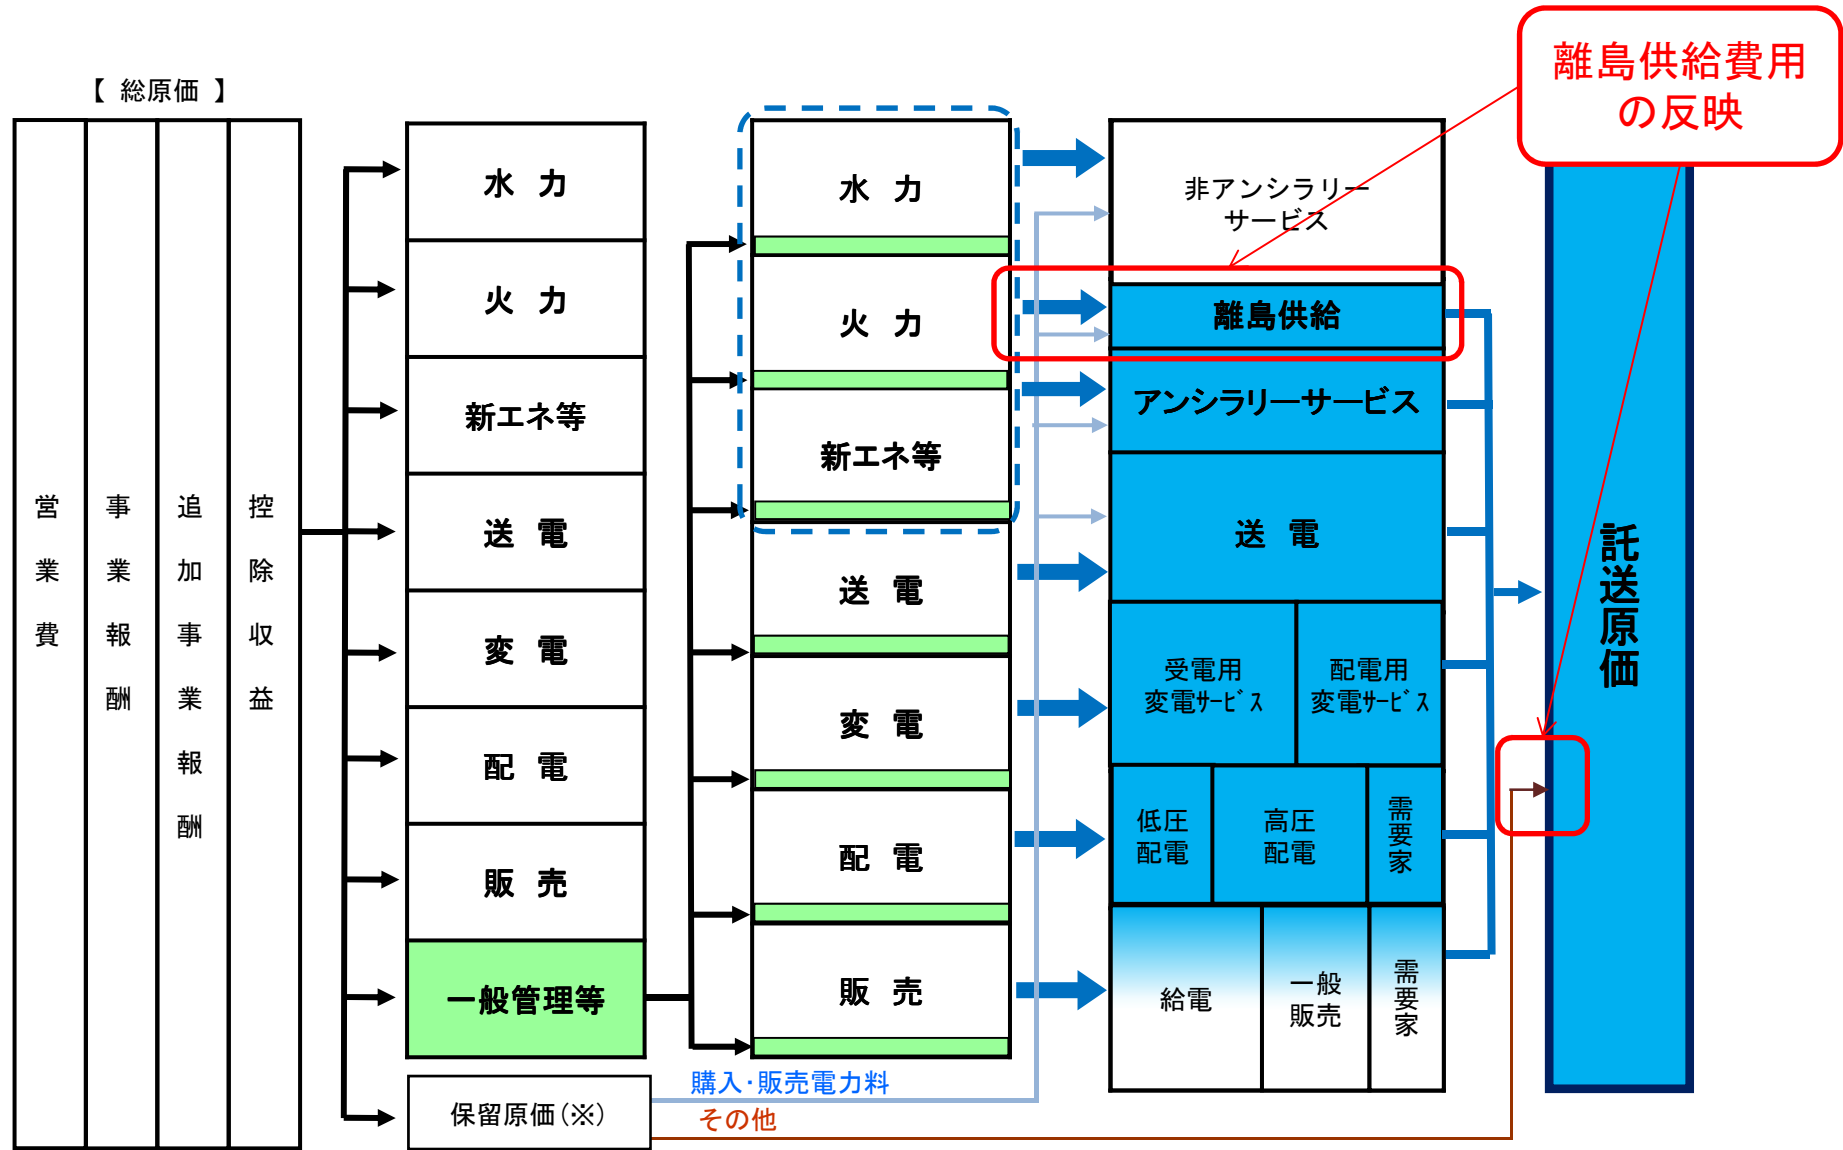 離島供給費用
の反映
【 総原価 】
営業費
事業報酬
追加事業報酬
控除収益
水 力
火 力
新エネ等
送 電
変 電
配 電
販 売
一般管理等
保留原価(※)
水 力
火 力
新エネ等
送 電
変 電
配 電
販 売
購入・販売電力料
その他
非アンシラリー
サービス
離島供給
アンシラリーサービス
送 電
受電用
変電ｻｰﾋﾞｽ
配電用
変電ｻｰﾋﾞｽ
低圧
配電
高圧
配電
需要家
給電
一般
販売
需要家
託送原価